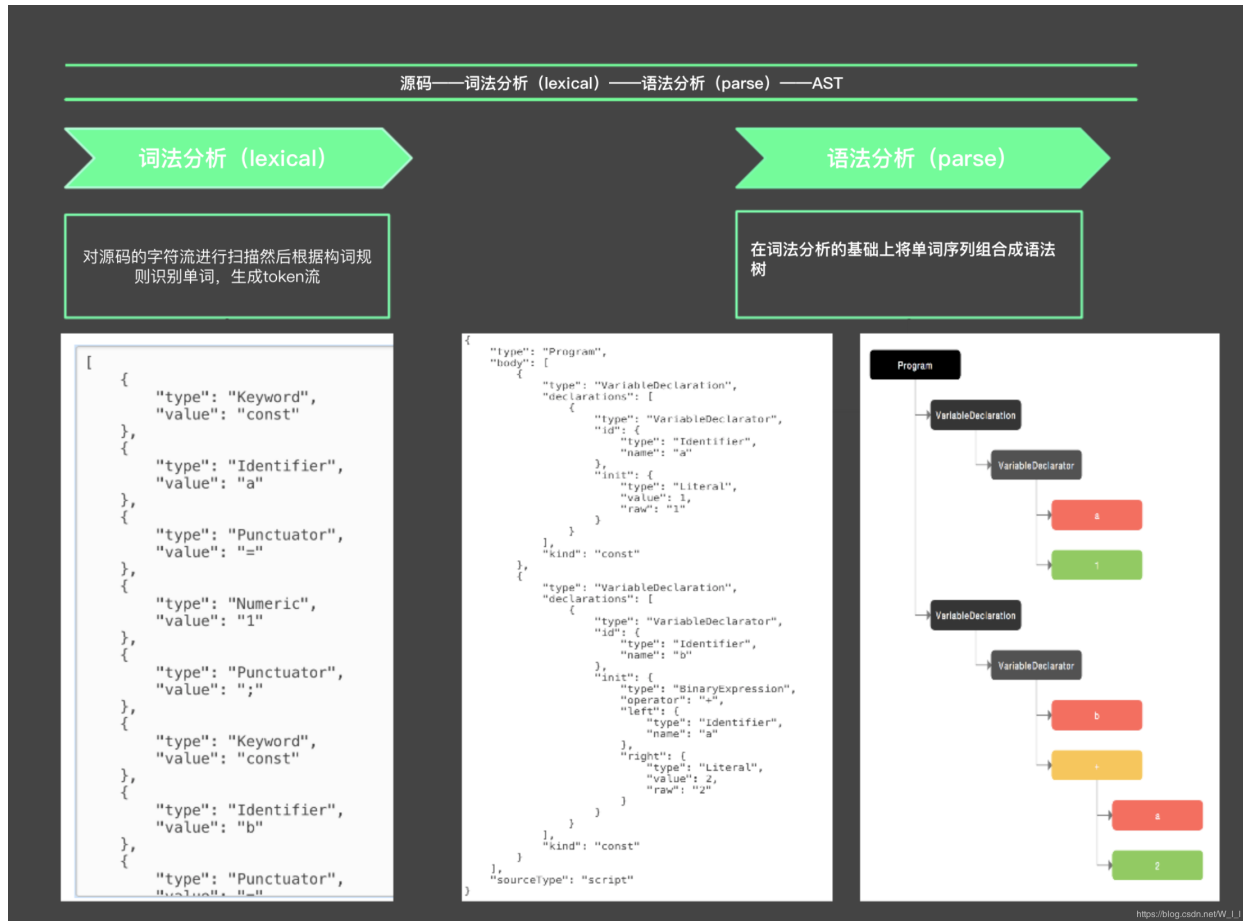 源码——词法分析（lexical）——语法分析（parse）——AST
词法分析（lexical）
语法分析（parse）
对源码的字符流进行扫描然后根据构词规
则识别单词，生成token流
在词法分析的基础上将单词序列组合成语法
树
[
{
"type": "Keyword",
"value": "const"
},
{
"type": "Identifier",
"value": "a"
},
{
"type": "Punctuator",
"value": "="
},
{
"type": "Numeric",
"value": "1"
},
{
"type": "Punctuator",
"value": ";"
},
{
"type": "Keyword",
"value": "const"
},
{
"type": "Identifier",
"value": "b"
},
{
"type": "Punctuator",
"value": "="
{
"type": "Program",
"body": [
{
"type": "VariableDeclaration",
"declarations": [
{
"type": "VariableDeclarator",
"id": {
"type": "Identifier",
"name": "a"
},
"init": {
"type": "Literal",
"value": 1,
"raw": "1"
}
}
],
"kind": "const"
},
{
"type": "VariableDeclaration",
"declarations": [
{
"type": "VariableDeclarator",
"id": {
"type": "Identifier",
"name": "b"
},
"init": {
"type": "BinaryExpression",
"operator": "+",
"left": {
"type": "Identifier",
"name": "a"
},
"right": {
"type": "Literal",
"value": 2,
"raw": "2"
}
}
}
],
"kind": "const"
}
],
"sourceType": "script"
}
Program
VariableDeclaration
VariableDeclarator
a
1
VariableDeclaration
VariableDeclarator
b
+
a
2
https://blog.csdn.net/W_I_I